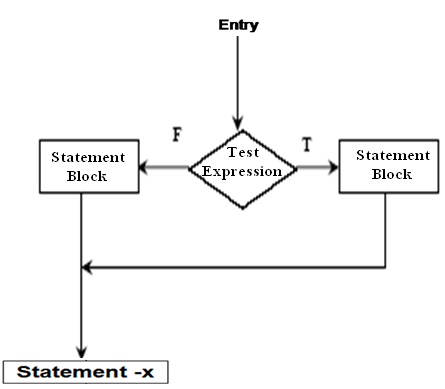 Entry
F
T
Test
Expression
Statement
Block
Statement
Block
Statement -x